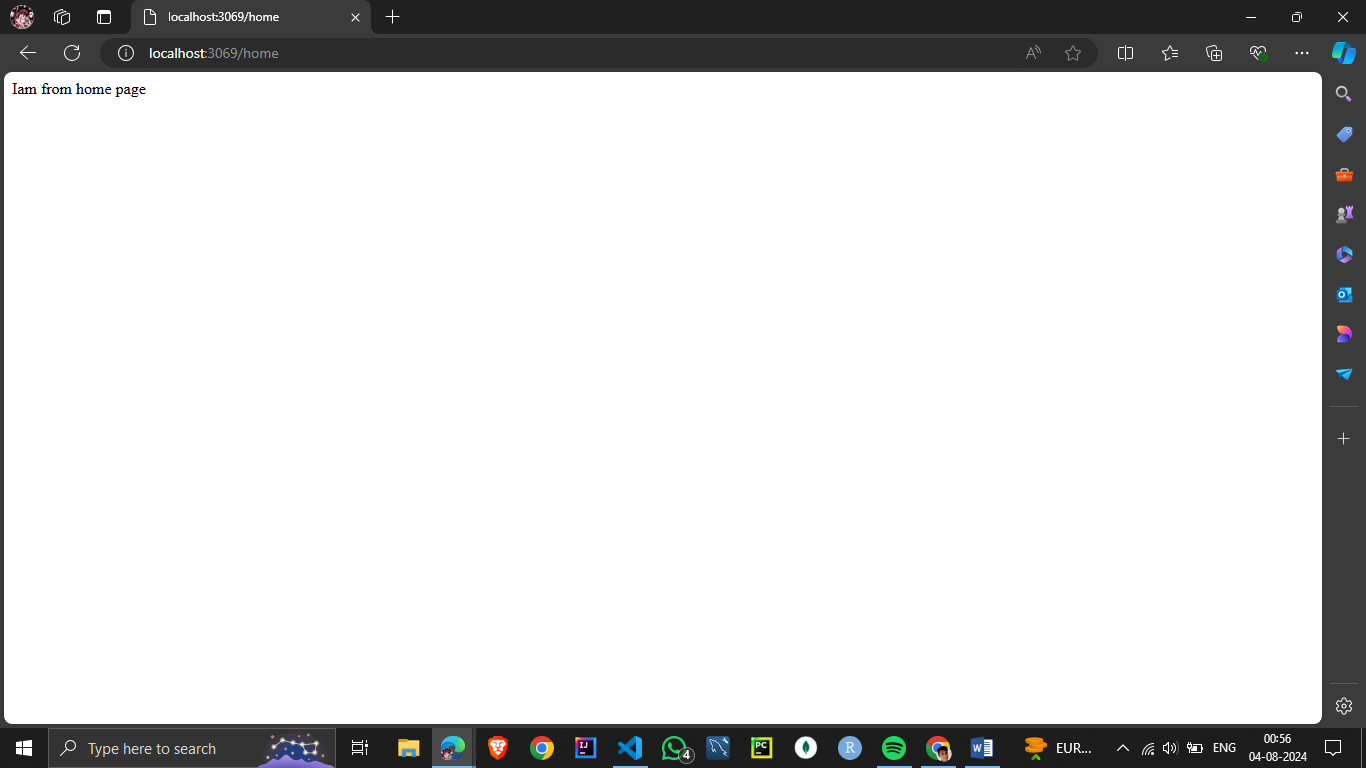 localhost:3069/home
localhost:3069/home
Iam from home page
Type here to search
4
EUR...
ENG
00:56
04-08-2024